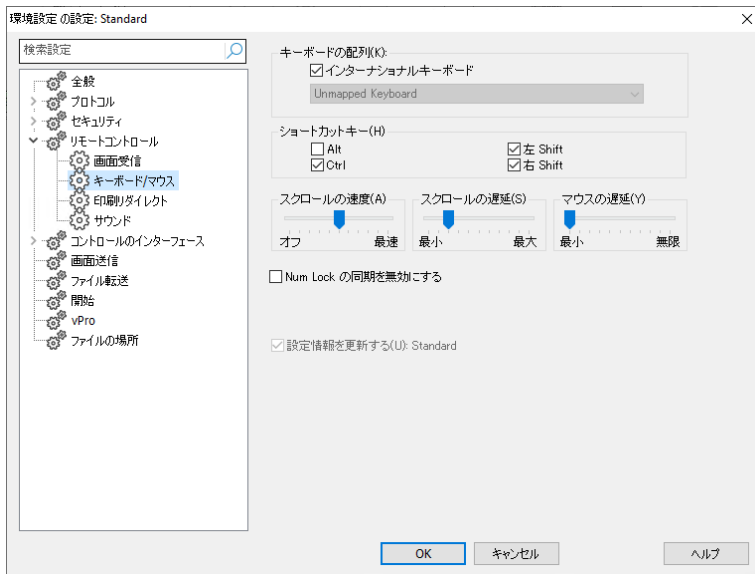 環境設定 の設定: Standard
検索設定
全般
プロトコル
セキュリティ
リモートコントロール
画面受信
キーボード/マウス
印刷リダイレクト
サウンド
コントロールのインターフェース
画面送信
ファイル転送
開始
vPro
ファイルの場所
キーボードの配列(K):
インターナショナルキーボード
Unmapped Keyboard
ショートカットキー(H)
Alt 左 Shift
Ctrl 右 Shift
スクロールの速度(A) スクロールの遅延(S) マウスの遅延(Y)
オフ 最速 最小 最大 最小 無限
Num Lock の同期を無効にする
設定情報を更新する(U): Standard
OK キャンセル ヘルプ